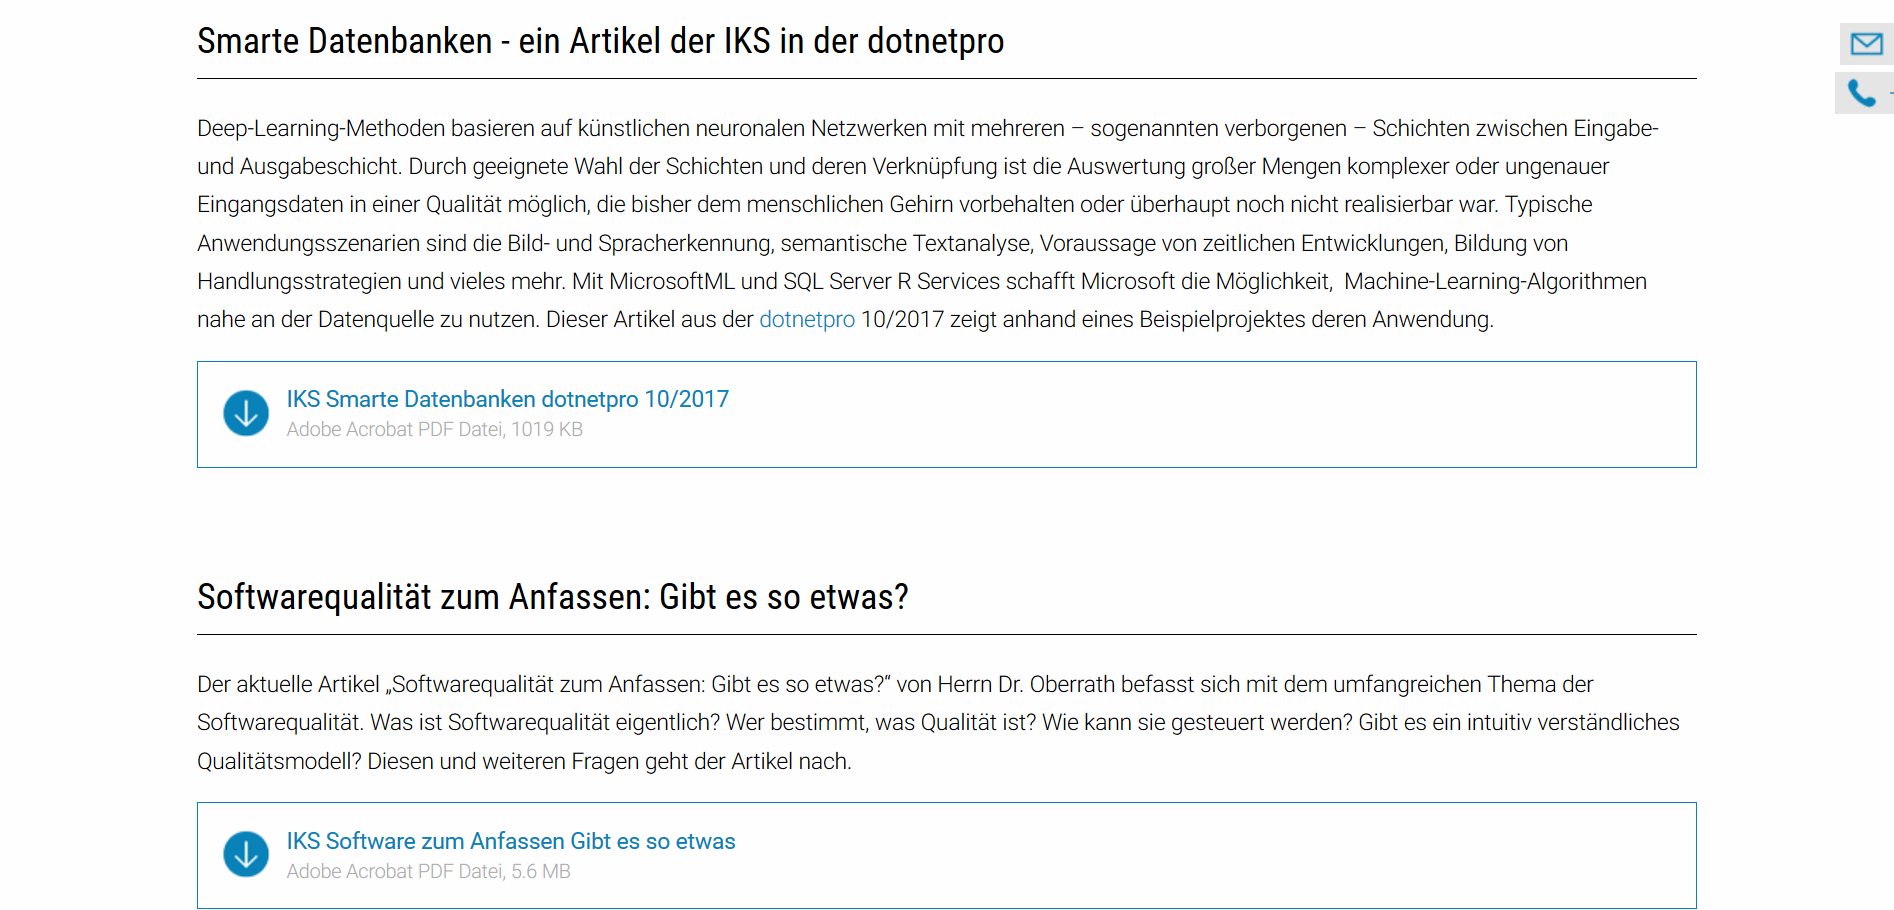 Smarte Datenbanken - ein Artikel der IKS in der dotnetpro
Deep-Learning-Methoden basieren auf künstlichen neuronalen Netzwerken mit mehreren – sogenannten verborgenen – Schichten zwischen Eingabe-
und Ausgabeschicht. Durch geeignete Wahl der Schichten und deren Verknüpfung ist die Auswertung großer Mengen komplexer oder ungenauer
Eingangsdaten in einer Qualität möglich, die bisher dem menschlichen Gehirn vorbehalten oder überhaupt noch nicht realisierbar war. Typische
Anwendungsszenarien sind die Bild- und Spracherkennung, semantische Textanalyse, Voraussage von zeitlichen Entwicklungen, Bildung von
Handlungsstrategien und vieles mehr. Mit MicrosoftML und SQL Server R Services schafft Microsoft die Möglichkeit,  Machine-Learning-Algorithmen
nahe an der Datenquelle zu nutzen. Dieser Artikel aus der dotnetpro 10/2017 zeigt anhand eines Beispielprojektes deren Anwendung.
IKS Smarte Datenbanken dotnetpro 10/2017
Adobe Acrobat PDF Datei, 1019 KB
Softwarequalität zum Anfassen: Gibt es so etwas?
Der aktuelle Artikel „Softwarequalität zum Anfassen: Gibt es so etwas?“ von Herrn Dr. Oberrath befasst sich mit dem umfangreichen Thema der
Softwarequalität. Was ist Softwarequalität eigentlich? Wer bestimmt, was Qualität ist? Wie kann sie gesteuert werden? Gibt es ein intuitiv verständliches
Qualitätsmodell? Diesen und weiteren Fragen geht der Artikel nach.
IKS Software zum Anfassen Gibt es so etwas
Adobe Acrobat PDF Datei, 5.6 MB